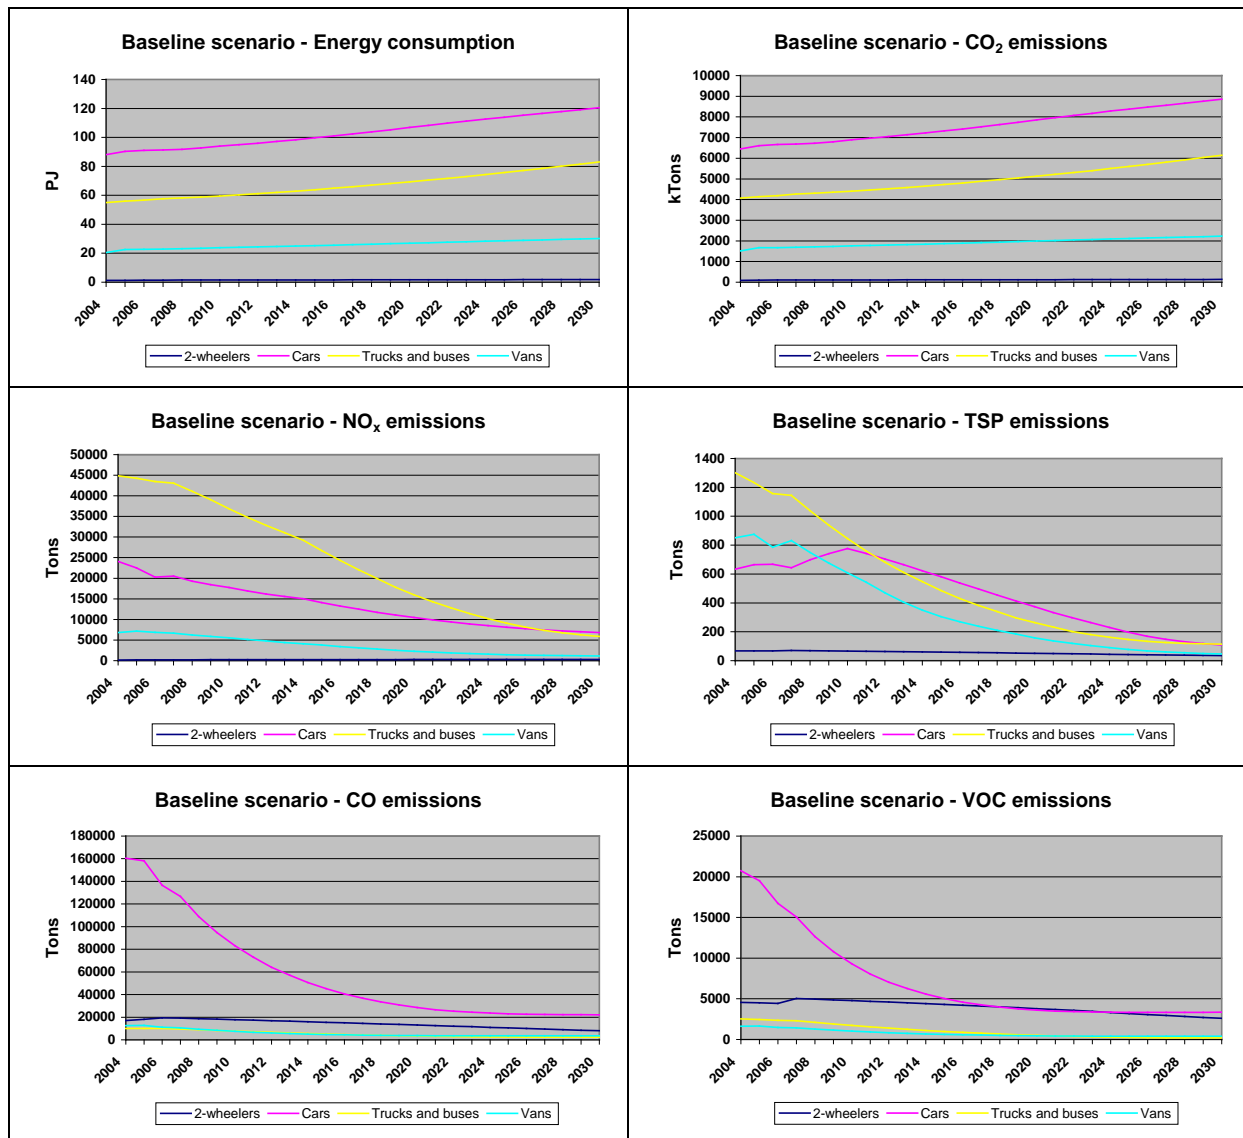 Baseline scenario - Energy consumption
140
120
100
80
60
40
20
0
PJ
2004 2006 2008 2010 2012 2014 2016 2018 2020 2022 2024 2026 2028 2030
2-wheelers Cars Trucks and buses Vans
Baseline scenario - CO₂ emissions
10000
9000
8000
7000
6000
5000
4000
3000
2000
1000
0
kTons
2004 2006 2008 2010 2012 2014 2016 2018 2020 2022 2024 2026 2028 2030
2-wheelers Cars Trucks and buses Vans
Baseline scenario - NOₓ emissions
50000
45000
40000
35000
30000
25000
20000
15000
10000
5000
0
Tons
2004 2006 2008 2010 2012 2014 2016 2018 2020 2022 2024 2026 2028 2030
2-wheelers Cars Trucks and buses Vans
Baseline scenario - TSP emissions
1400
1200
1000
800
600
400
200
0
Tons
2004 2006 2008 2010 2012 2014 2016 2018 2020 2022 2024 2026 2028 2030
2-wheelers Cars Trucks and buses Vans
Baseline scenario - CO emissions
180000
160000
140000
120000
100000
80000
60000
40000
20000
0
Tons
2004 2006 2008 2010 2012 2014 2016 2018 2020 2022 2024 2026 2028 2030
2-wheelers Cars Trucks and buses Vans
Baseline scenario - VOC emissions
25000
20000
15000
10000
5000
0
Tons
2004 2006 2008 2010 2012 2014 2016 2018 2020 2022 2024 2026 2028 2030
2-wheelers Cars Trucks and buses Vans